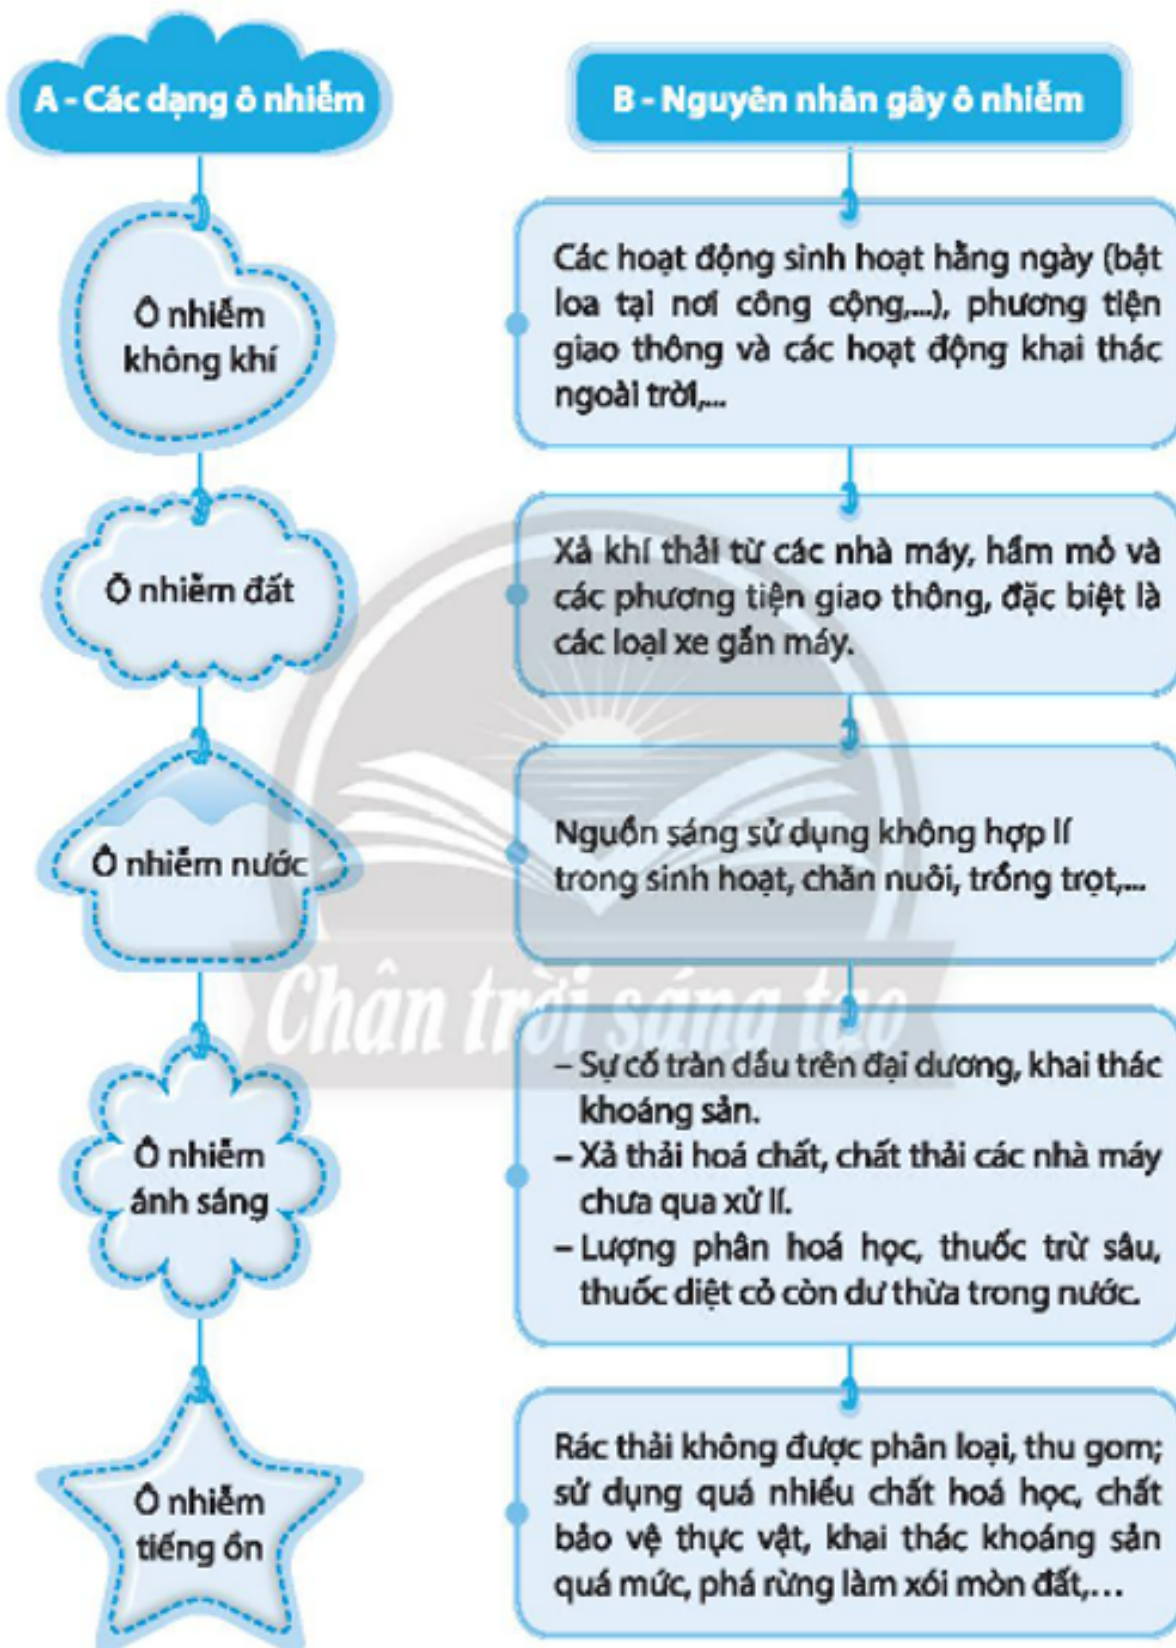 A - Các dạng ô nhiễm
B - Nguyên nhân gây ô nhiễm
Ô nhiễm
không khí
Các hoạt động sinh hoạt hằng ngày (bật
loa tại nơi công cộng,...), phương tiện
giao thông và các hoạt động khai thác
ngoài trời,...
Ô nhiễm đất
Xả khí thải từ các nhà máy, hầm mỏ và
các phương tiện giao thông, đặc biệt là
các loại xe gắn máy.
Ô nhiễm nước
Nguồn sáng sử dụng không hợp lí
trong sinh hoạt, chăn nuôi, trồng trọt,...
Chân trời sáng tạo
Ô nhiễm
ánh sáng
– Sự cố tràn dầu trên đại dương, khai thác
khoáng sản.
– Xả thải hoá chất, chất thải các nhà máy
chưa qua xử lí.
– Lượng phân hoá học, thuốc trừ sâu,
thuốc diệt cỏ còn dư thừa trong nước.
Ô nhiễm
tiếng ồn
Rác thải không được phân loại, thu gom;
sử dụng quá nhiều chất hoá học, chất
bảo vệ thực vật, khai thác khoáng sản
quá mức, phá rừng làm xói mòn đất,...